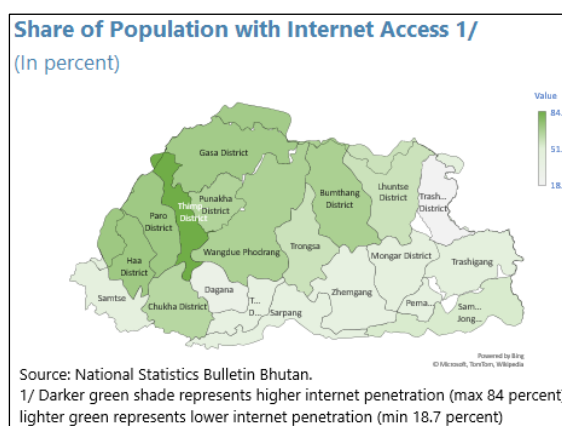 Share of Population with Internet Access 1/
(In percent)
Value
84.
51.
18.
Gasa District
Punakha
District
Thimp
District
Paro
District
Haa
District
Wangdue Phodrang
Bumthang
District
Lhuntse
District
Trash...
District
Trongsa
Mongar District
Trashigang
Samtse
Chukha District
Dagana
T...
D...
Sarpang
Zhemgang
Pema...
Sam...
Jong...
Powered by Bing
© Microsoft, TomTom, Wikipedia
Source: National Statistics Bulletin Bhutan.
1/ Darker green shade represents higher internet penetration (max 84 percent)
lighter green represents lower internet penetration (min 18.7 percent)